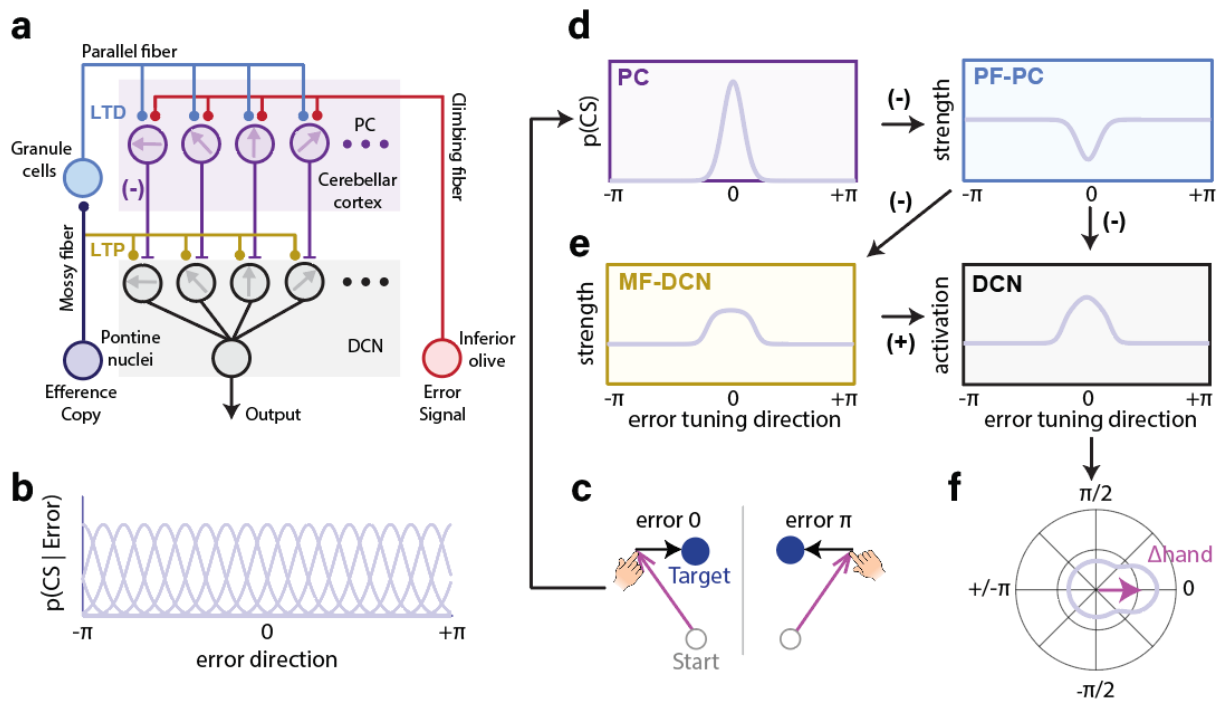 a
Parallel fiber
LTD
PC
Climbing fiber
Granule
cells
(-)
Cerebellar
cortex
Mossy fiber
LTP
Pontine
nuclei
DCN
Inferior
olive
Efference
Copy
Output
Error
Signal
b
p(CS | Error)
-π
0
+π
error direction
c
error 0
error π
Target
Start
d
PC
p(CS)
-π
0
+π
(-)
PF-PC
strength
-π
0
+π
(-)
(-)
e
MF-DCN
strength
-π
0
+π
error tuning direction
(+)
DCN
activation
-π
0
+π
error tuning direction
f
π/2
Δhand
+/-π
0
-π/2